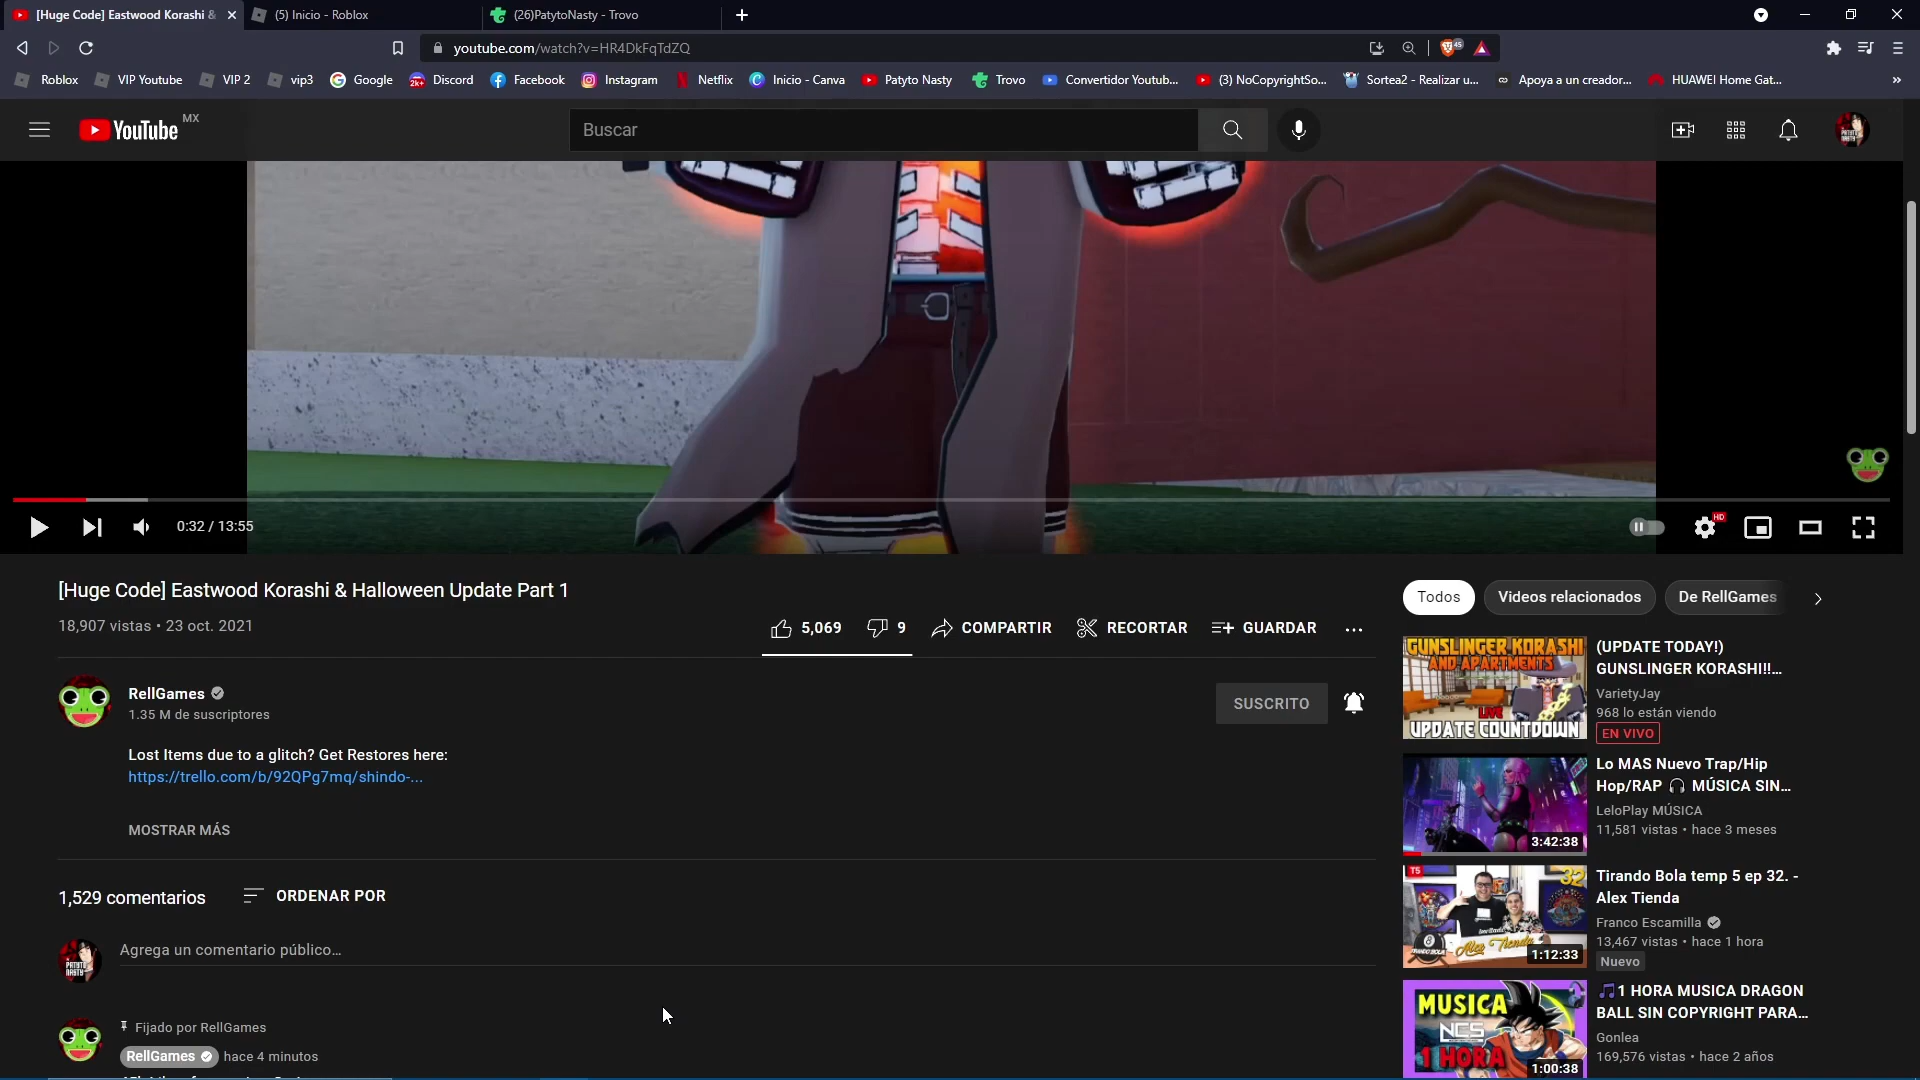 [Huge Code] Eastwood Korashi &
(5) Inicio - Roblox
(26)PatytoNasty - Trovo
youtube.com/watch?v=HR4DkFqTdZQ
45
Roblox
VIP Youtube
VIP 2
vip3
Google
2k+
Discord
Facebook
Instagram
Netflix
Inicio - Canva
Patyto Nasty
Trovo
Convertidor Youtub...
(3) NoCopyrightSo...
Sortea2 - Realizar u...
Apoya a un creador...
HUAWEI Home Gat...
»
YouTube MX
Buscar
0:32 / 13:55
HD
[Huge Code] Eastwood Korashi & Halloween Update Part 1
18,907 vistas • 23 oct. 2021
5,069
9
COMPARTIR
RECORTAR
GUARDAR
...
RellGames
1.35 M de suscriptores
SUSCRITO
Lost Items due to a glitch? Get Restores here:
https://trello.com/b/92QPg7mq/shindo-...
MOSTRAR MÁS
1,529 comentarios
ORDENAR POR
PATYTO
NASTY
Agrega un comentario público...
Fijado por RellGames
RellGames
hace 4 minutos
Todos
Videos relacionados
De RellGames
GUNSLINGER KORASHI
AND APARTMENTS
LIVE
UPDATE COUNTDOWN
(UPDATE TODAY!)
GUNSLINGER KORASHI!!...
VarietyJay
968 lo están viendo
EN VIVO
3:42:38
Lo MAS Nuevo Trap/Hip
Hop/RAP 🎧 MÚSICA SIN...
LeloPlay MÚSICA
11,581 vistas • hace 3 meses
T5
32
Alex Tienda
1:12:33
Tirando Bola temp 5 ep 32. -
Alex Tienda
Franco Escamilla
13,467 vistas • hace 1 hora
Nuevo
MUSICA
NCS
1 HORA
1:00:38
🎵1 HORA MUSICA DRAGON
BALL SIN COPYRIGHT PARA...
Gonlea
169,576 vistas • hace 2 años